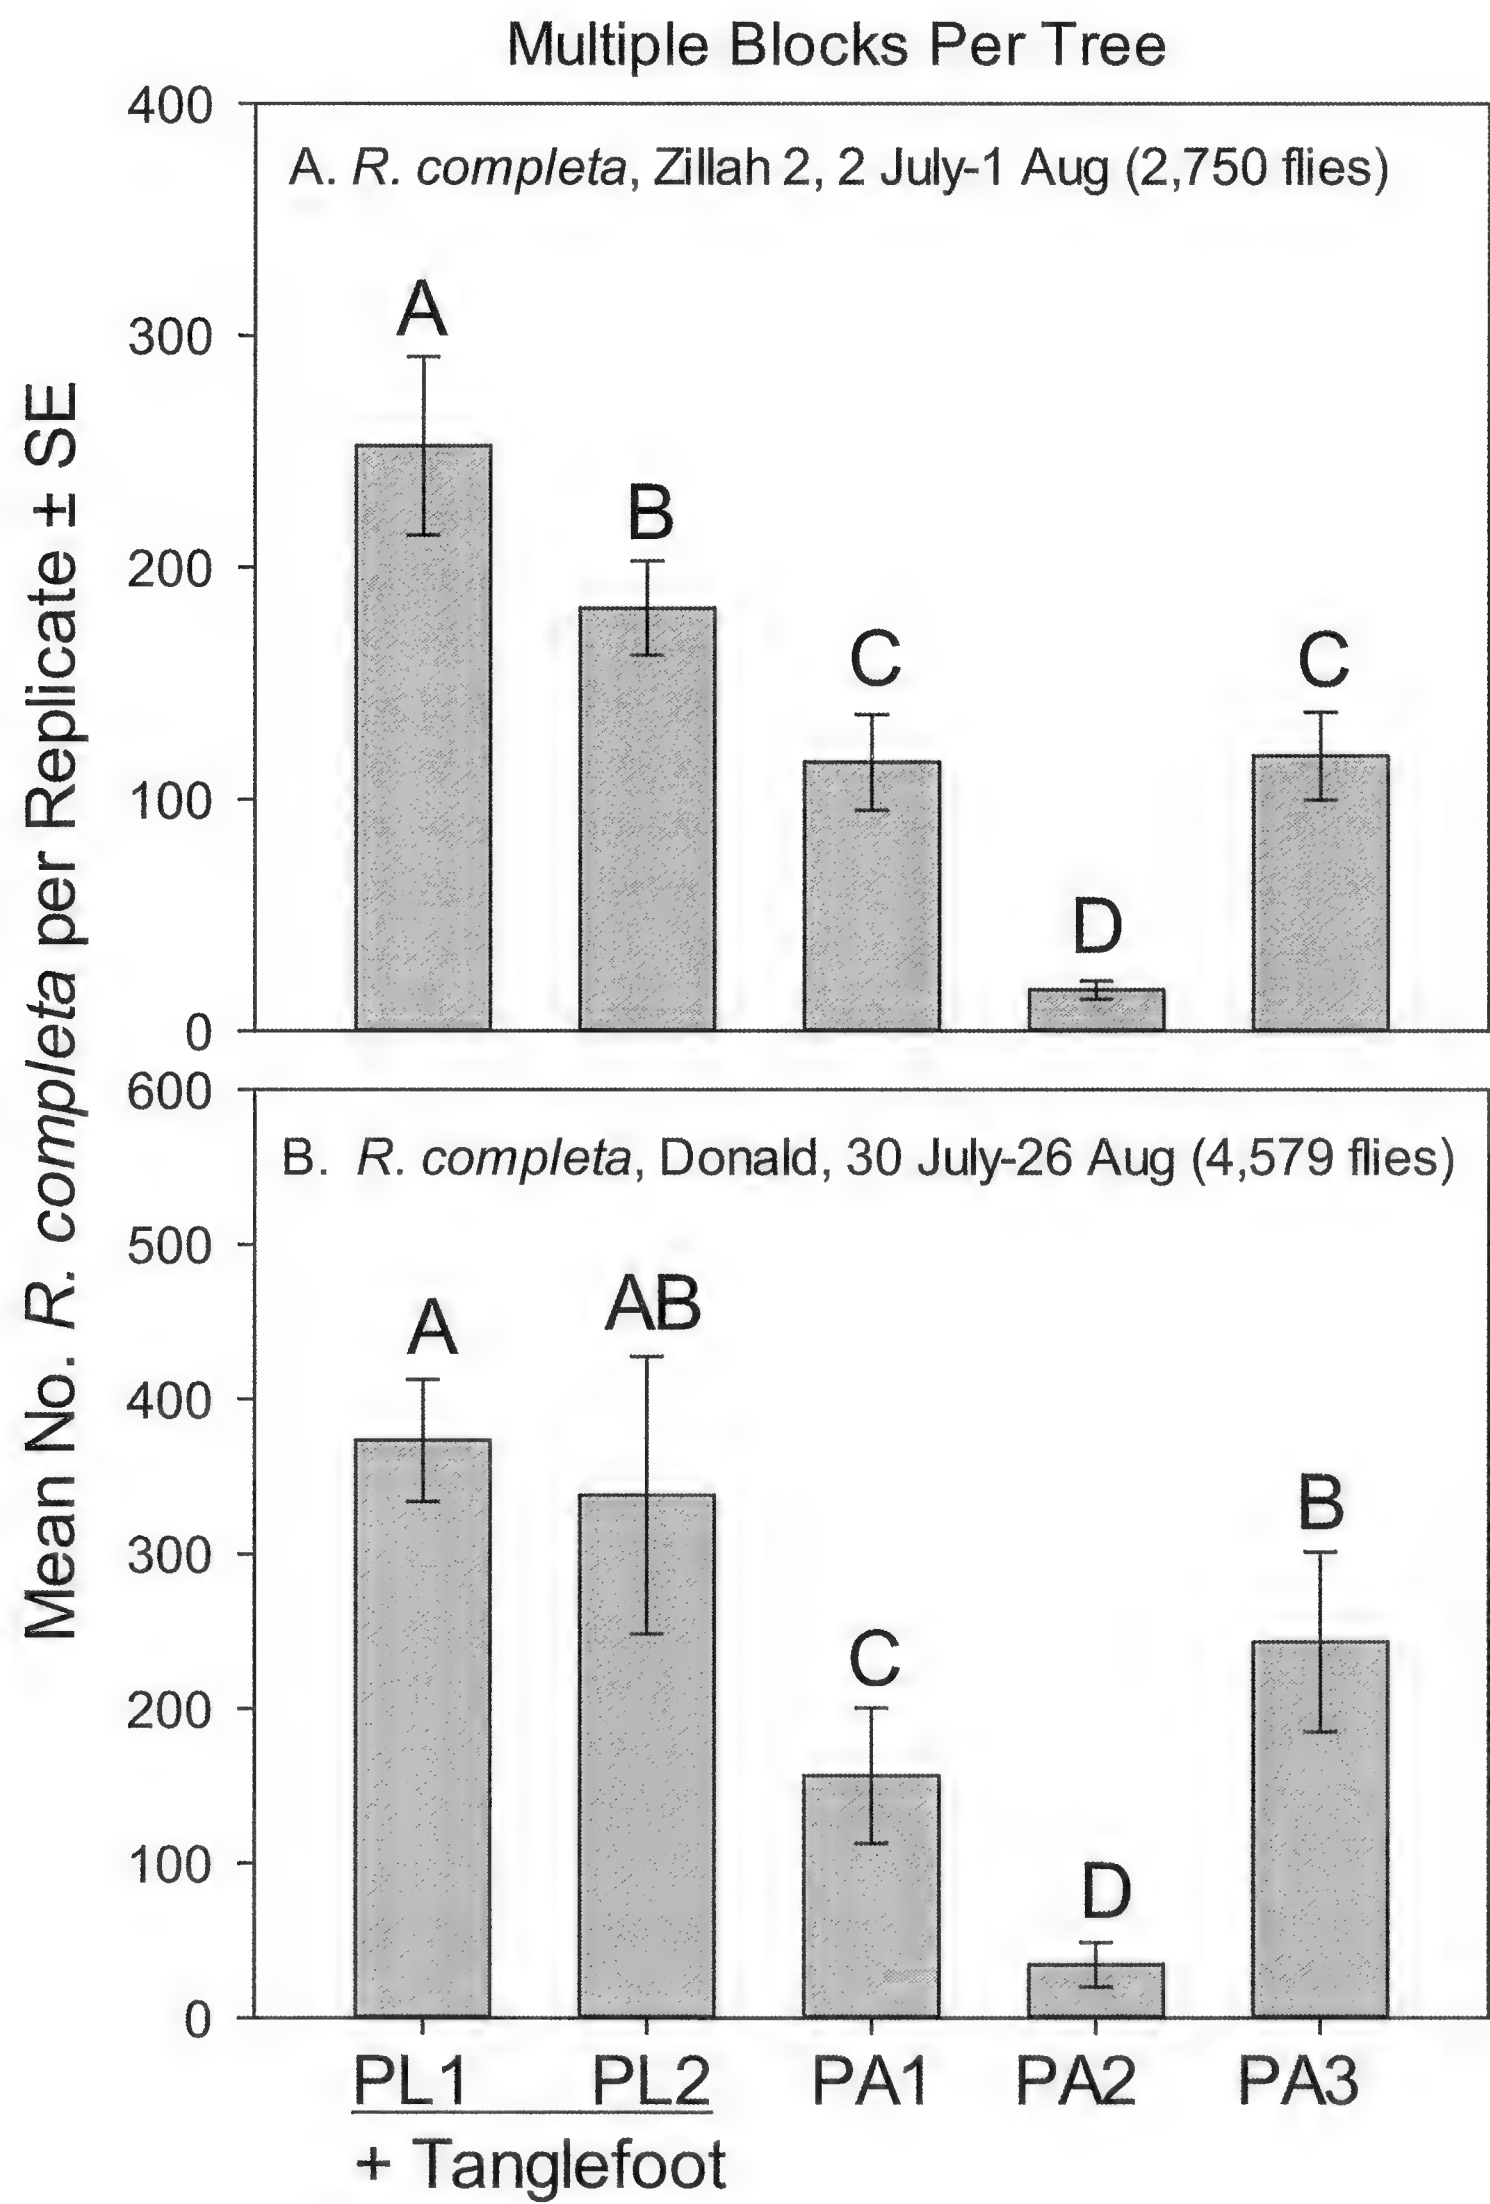 Multiple Blocks Per Tree
Mean No. R. completa per Replicate ± SE
400
300
200
100
0
A. R. completa, Zillah 2, 2 July-1 Aug (2,750 flies)
A
B
C
D
C
600
500
400
300
200
100
0
B. R. completa, Donald, 30 July-26 Aug (4,579 flies)
A
AB
C
D
B
PL1 PL2 PA1 PA2 PA3
+ Tanglefoot